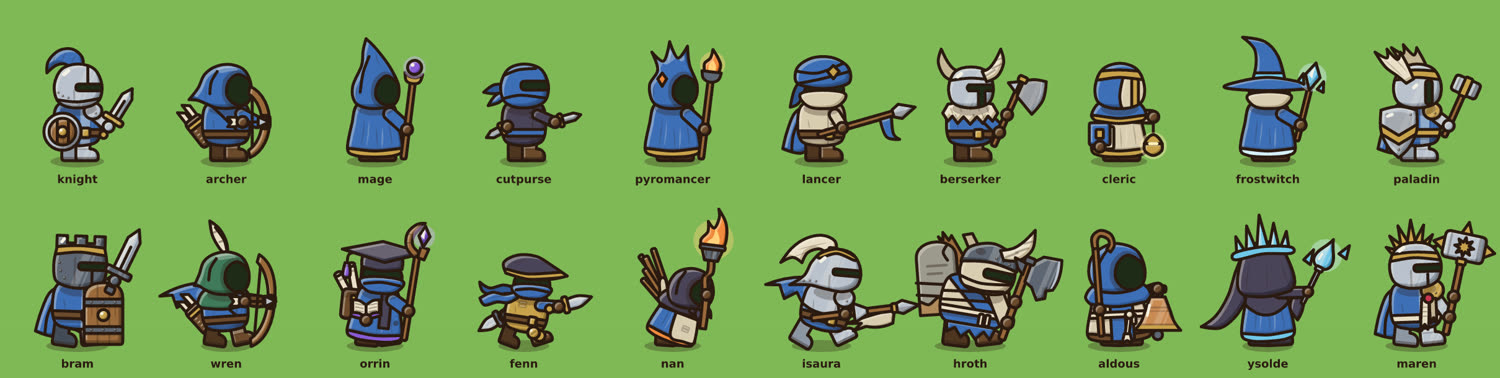 knight archer mage cutpurse pyromancer lancer berserker cleric frostwitch paladin
bram wren orrin fenn nan isaura hroth aldous ysolde maren